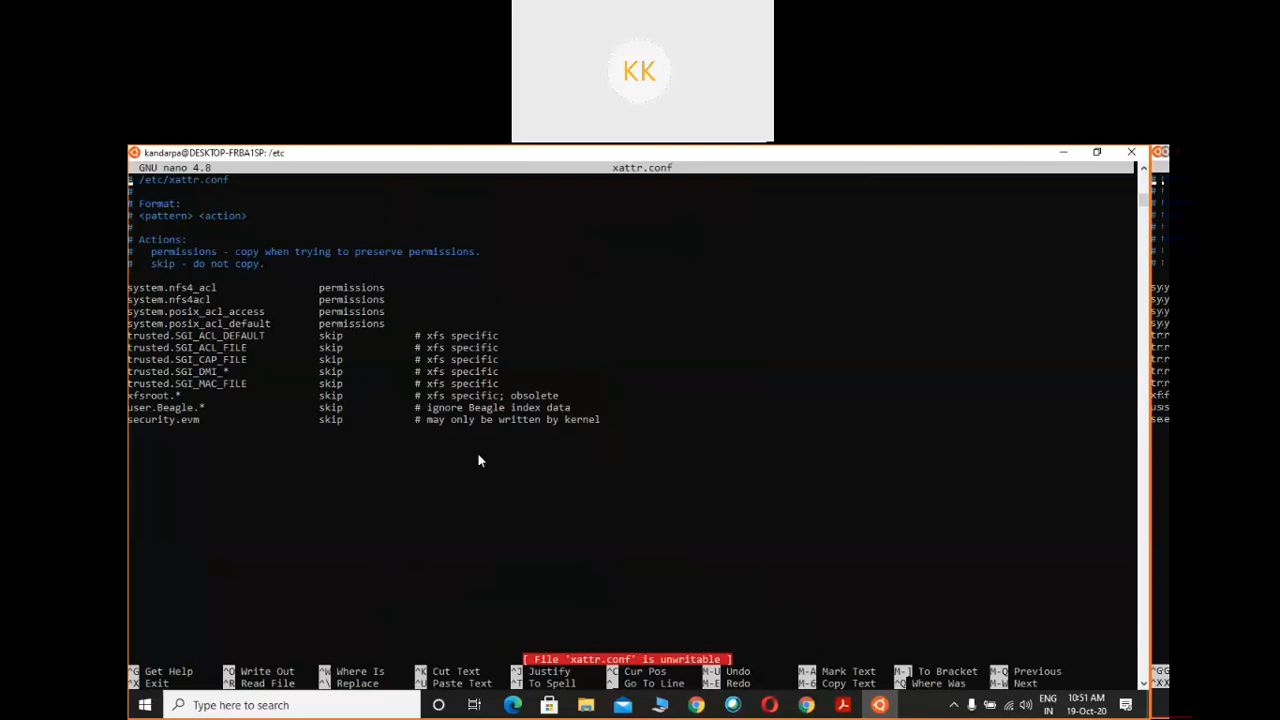 KK
kandarpa@DESKTOP-FRBA1SP: /etc
GNU nano 4.8 xattr.conf
# /etc/xattr.conf
#
# Format:
# <pattern> <action>
#
# Actions:
# permissions - copy when trying to preserve permissions.
# skip - do not copy.
system.nfs4_acl permissions
system.nfs4acl permissions
system.posix_acl_access permissions
system.posix_acl_default permissions
trusted.SGI_ACL_DEFAULT skip # xfs specific
trusted.SGI_ACL_FILE skip # xfs specific
trusted.SGI_CAP_FILE skip # xfs specific
trusted.SGI_DMI_* skip # xfs specific
trusted.SGI_MAC_FILE skip # xfs specific
xfsroot.* skip # xfs specific; obsolete
user.Beagle.* skip # ignore Beagle index data
security.evm skip # may only be written by kernel
[ File 'xattr.conf' is unwritable ]
^G Get Help ^O Write Out ^W Where Is ^K Cut Text ^J Justify ^C Cur Pos M-U Undo M-A Mark Text M-] To Bracket M-Q Previous
^X Exit ^R Read File ^\ Replace ^U Paste Text ^T To Spell ^_ Go To Line M-E Redo M-6 Copy Text ^Q Where Was M-W Next
Type here to search
ENG
IN
10:51 AM
19-Oct-20